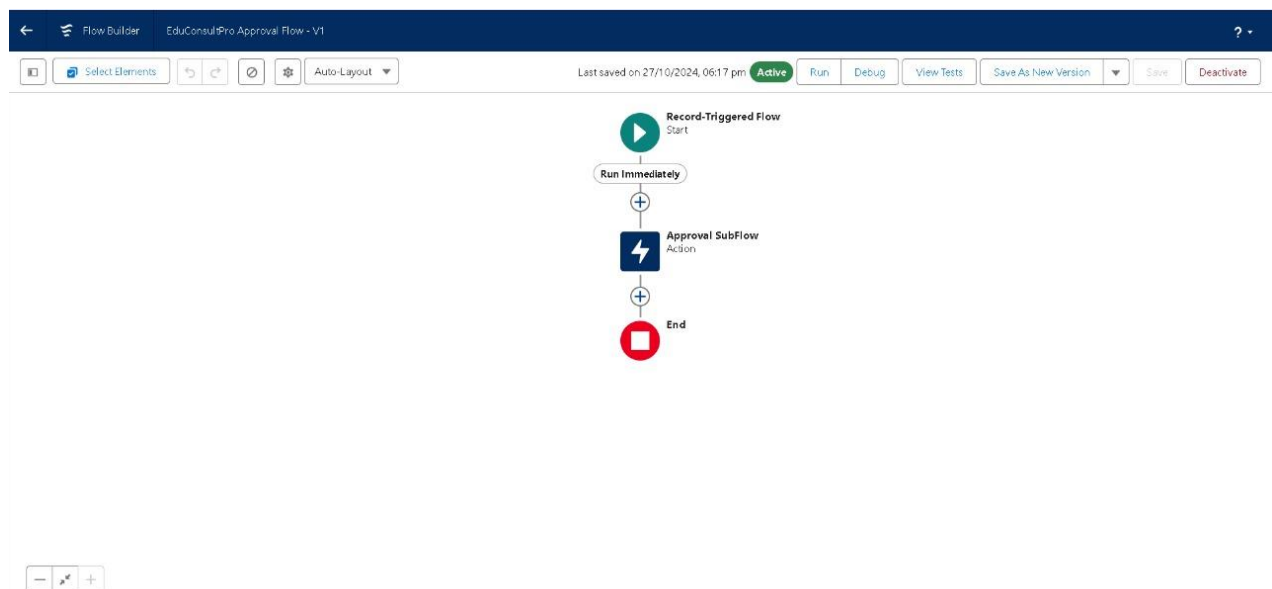 Flow Builder EduConsultPro Approval Flow - V1 ?
Select Elements Auto-Layout Last saved on 27/10/2024, 06:17 pm Active Run Debug View Tests Save As New Version Save Deactivate
Record-Triggered Flow
Start
Run Immediately
Approval SubFlow
Action
End